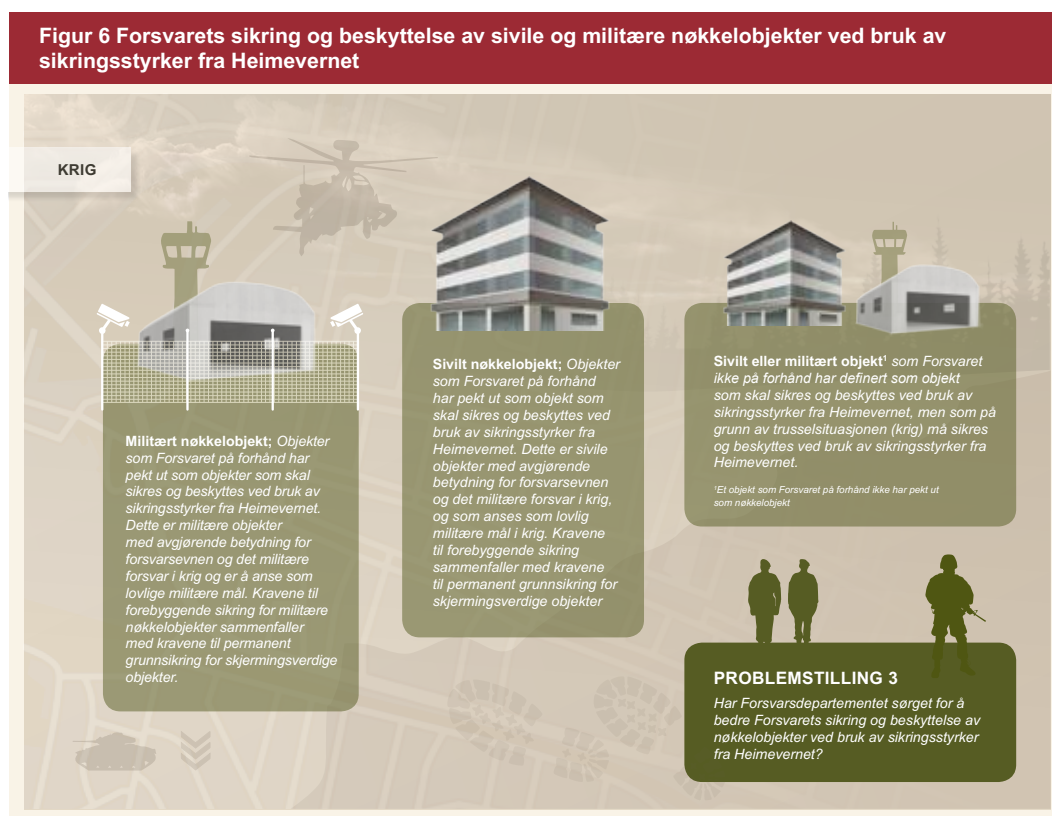 Figur 6 Forsvarets sikring og beskyttelse av sivile og militære nøkkelobjekter ved bruk av
sikringsstyrker fra Heimevernet
KRIG
Militært nøkkelobjekt; Objekter
som Forsvaret på forhånd har
pekt ut som objekter som skal
sikres og beskyttes ved bruk av
sikringsstyrker fra Heimevernet.
Dette er militære objekter
med avgjørende betydning for
forsvarsevnen og det militære
forsvar i krig og er å anse som
lovlige militære mål. Kravene til
forebyggende sikring for militære
nøkkelobjekter sammenfaller
med kravene til permanent
grunnsikring for skjermingsverdige
objekter.
Sivilt nøkkelobjekt; Objekter
som Forsvaret på forhånd
har pekt ut som objekt som
skal sikres og beskyttes ved
bruk av sikringsstyrker fra
Heimevernet. Dette er sivile
objekter med avgjørende
betydning for forsvarsevnen
og det militære forsvar i krig,
og som anses som lovlig
militære mål i krig. Kravene
til forebyggende sikring
sammenfaller med kravene
til permanent grunnsikring for
skjermingsverdige objekter
Sivilt eller militært objekt¹ som Forsvaret
ikke på forhånd har definert som objekt
som skal sikres og beskyttes ved bruk av
sikringsstyrker fra Heimevernet, men som på
grunn av trusselsituasjonen (krig) må sikres
og beskyttes ved bruk av sikringsstyrker fra
Heimevernet.
¹Et objekt som Forsvaret på forhånd ikke har pekt ut
som nøkkelobjekt
PROBLEMSTILLING 3
Har Forsvarsdepartementet sørget for å
bedre Forsvarets sikring og beskyttelse av
nøkkelobjekter ved bruk av sikringsstyrker
fra Heimevernet?